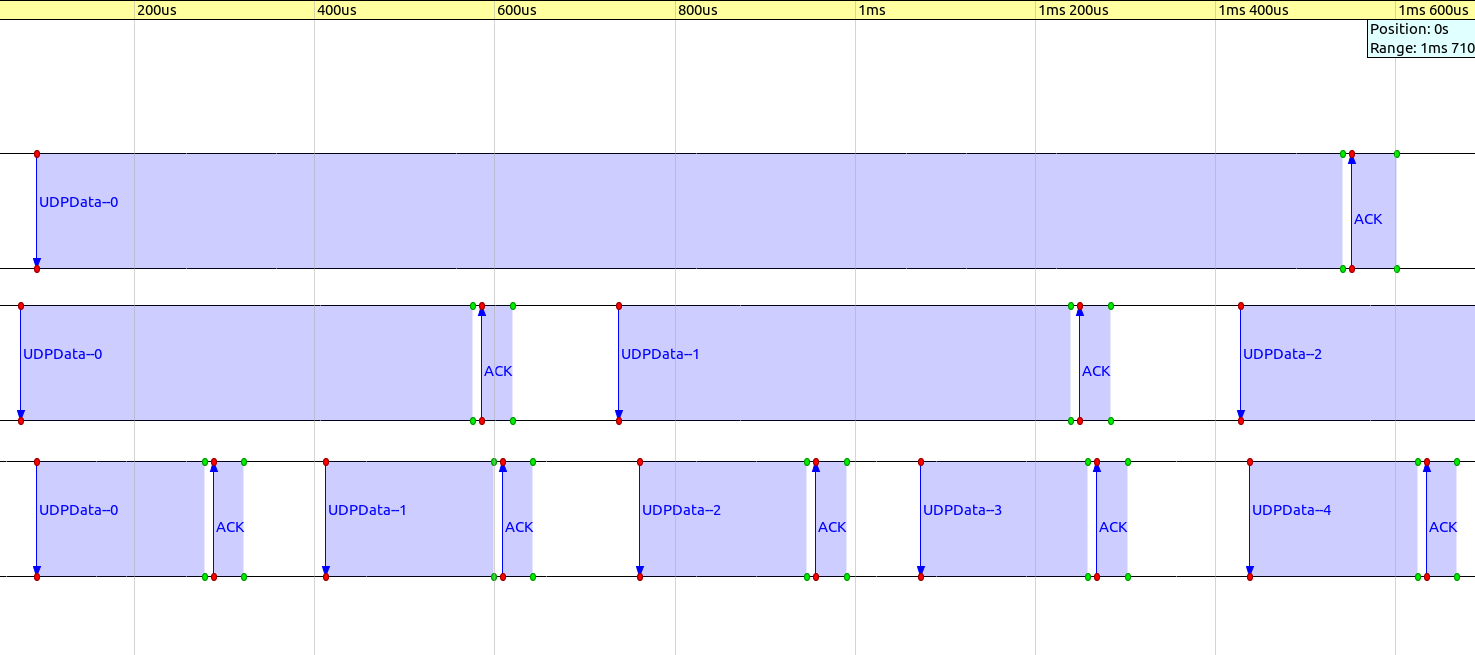 200us 400us 600us 800us 1ms 1ms 200us 1ms 400us 1ms 600us
Position: 0s
Range: 1ms 710
UDPData--0
ACK
UDPData--0 UDPData--1 UDPData--2
ACK ACK
UDPData--0 UDPData--1 UDPData--2 UDPData--3 UDPData--4
ACK ACK ACK ACK ACK